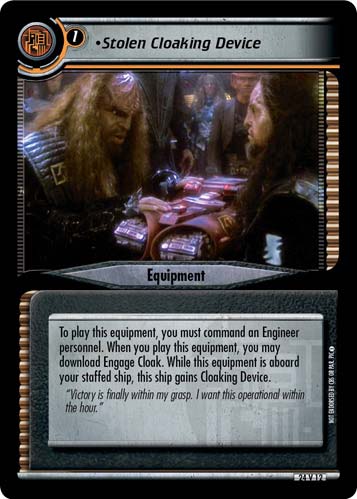 1
•Stolen Cloaking Device
Equipment
To play this equipment, you must command an Engineer
personnel. When you play this equipment, you may
download Engage Cloak. While this equipment is aboard
your staffed ship, this ship gains Cloaking Device.
"Victory is finally within my grasp. I want this operational within
the hour."
NOT ENDORSED BY CBS OR PAR. PIC.
24 V 12